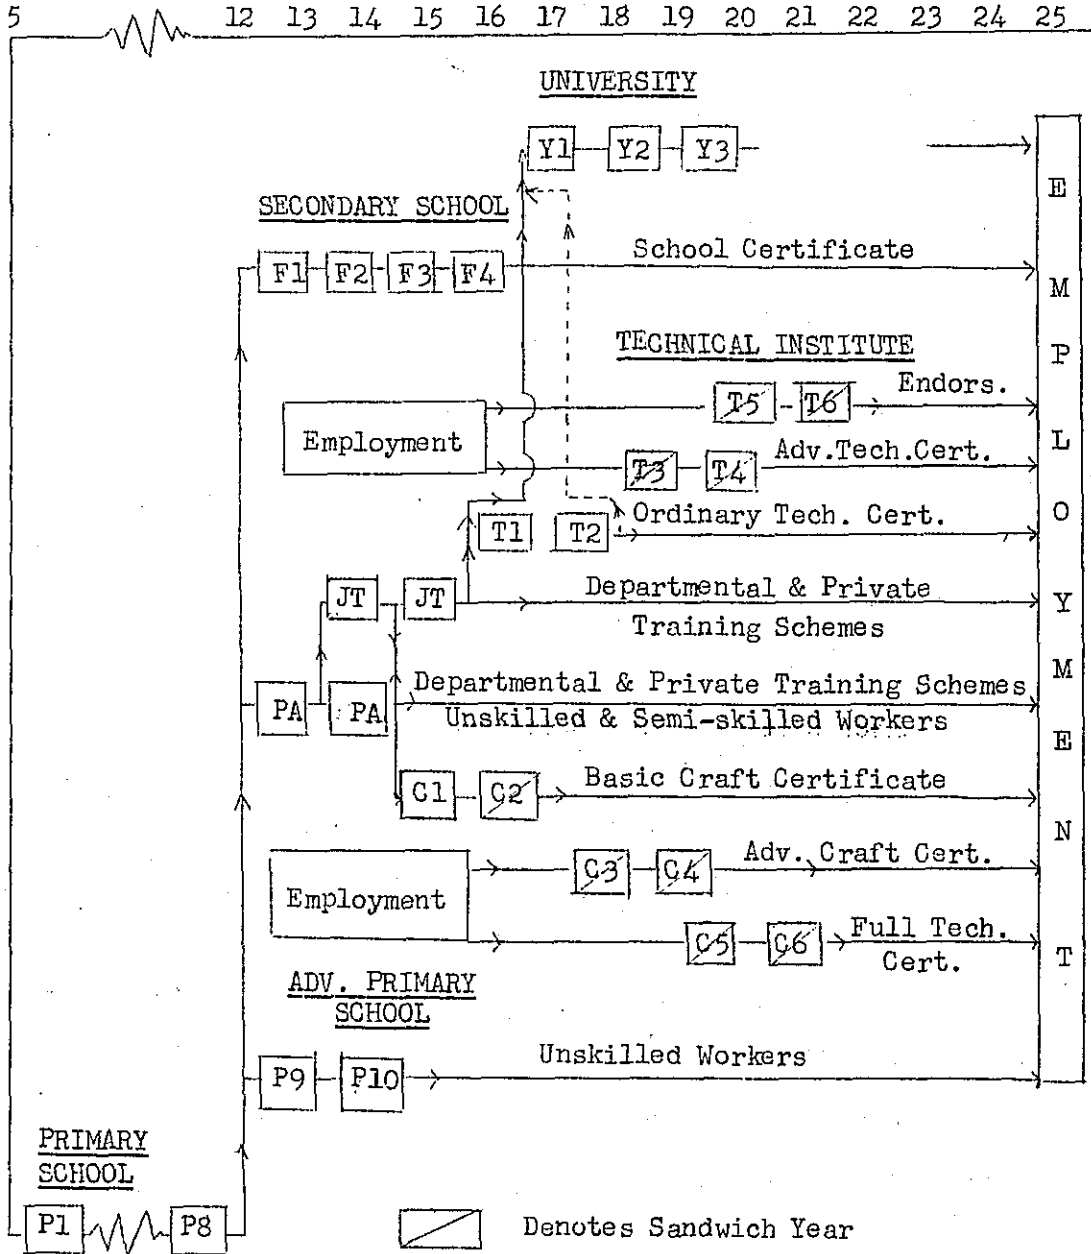 5 12 13 14 15 16 17 18 19 20 21 22 23 24 25
UNIVERSITY
Y1 Y2 Y3
SECONDARY SCHOOL
F1 F2 F3 F4 School Certificate
TECHNICAL INSTITUTE
T5 T6 Endors.
Employment
T3 T4 Adv.Tech.Cert.
T1 T2 Ordinary Tech. Cert.
JT JT Departmental & Private
Training Schemes
PA PA Departmental & Private Training Schemes
Unskilled & Semi-skilled Workers
C1 C2 Basic Craft Certificate
Employment
C3 C4 Adv. Craft Cert.
C5 C6 Full Tech.
Cert.
ADV. PRIMARY
SCHOOL
P9 P10 Unskilled Workers
PRIMARY
SCHOOL
P1 P8
Denotes Sandwich Year
E
M
P
L
O
Y
M
E
N
T